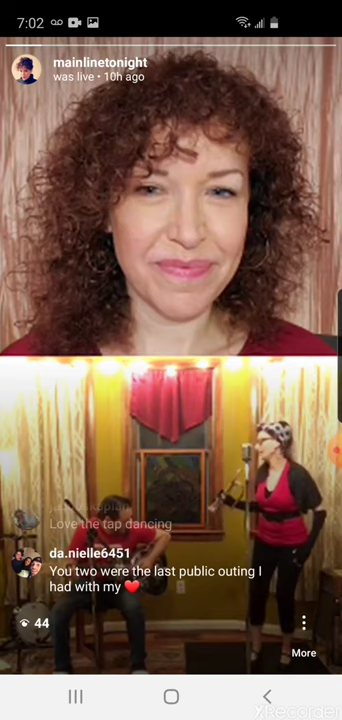 7:02
mainlinetonight
was live • 10h ago
Love the tap dancing
da.nielle6451
You two were the last public outing I
had with my ❤️
44
More
XRecorder